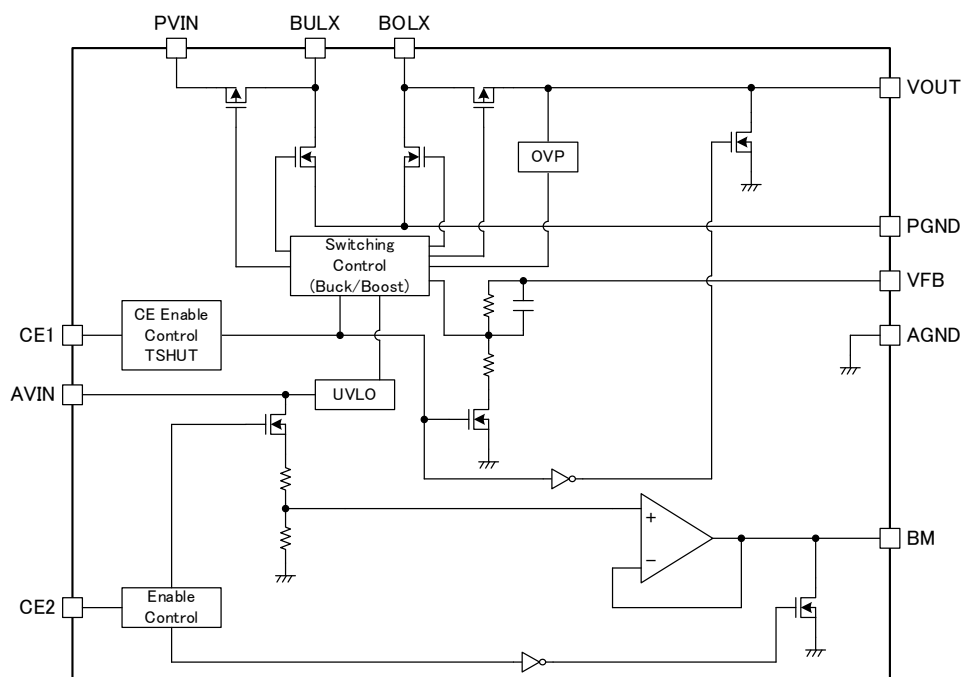 PVIN
BULX
BOLX
VOUT
OVP
PGND
Switching
Control
(Buck/Boost)
VFB
CE1
CE Enable
Control
TSHUT
AGND
AVIN
UVLO
+
−
BM
CE2
Enable
Control